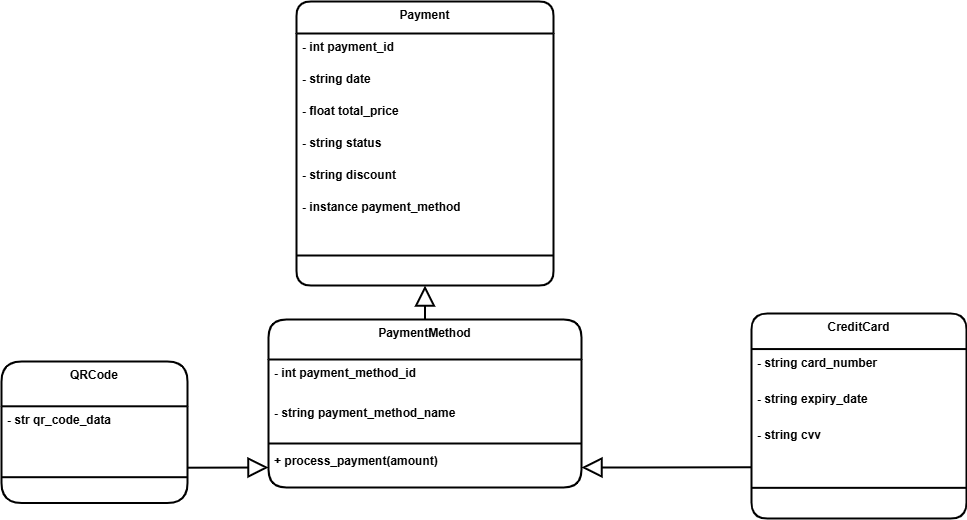 Payment
- int payment_id
- string date
- float total_price
- string status
- string discount
- instance payment_method
PaymentMethod
- int payment_method_id
- string payment_method_name
+ process_payment(amount)
QRCode
- str qr_code_data
CreditCard
- string card_number
- string expiry_date
- string cvv